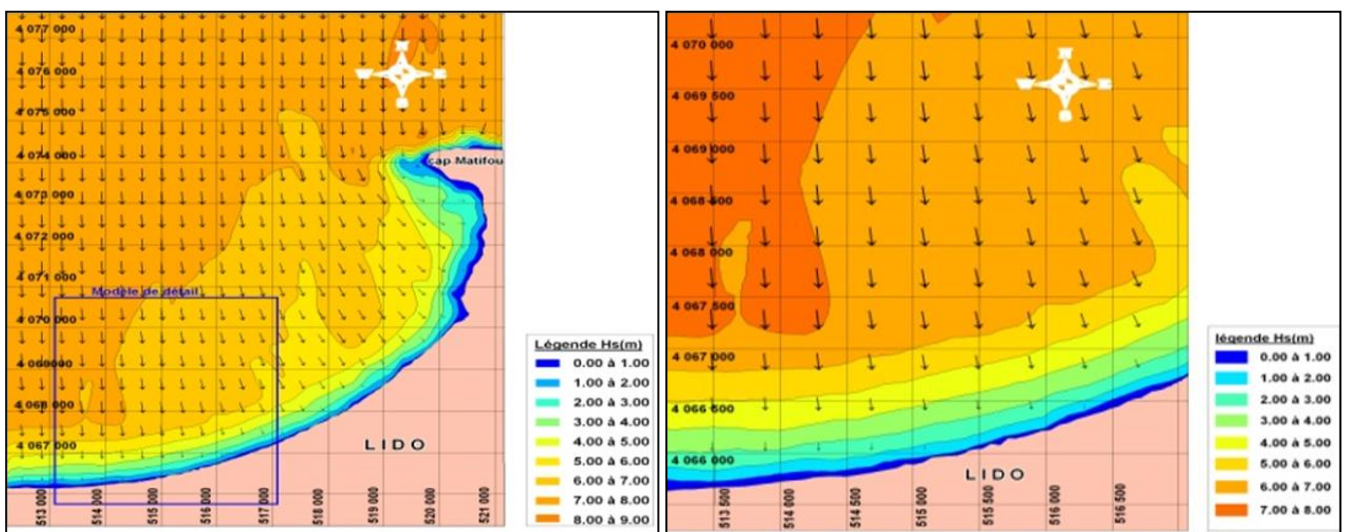 4 077 000
4 076 000
4 075 000
4 074 000
cap Matifou
4 073 000
4 072 000
4 071 000
Modèle de détail
4 070 000
4 069 000
4 068 000
4 067 000
LIDO
513 000
514 000
515 000
516 000
517 000
518 000
519 000
520 000
521 000
Légende Hs(m)
0.00 à 1.00
1.00 à 2.00
2.00 à 3.00
3.00 à 4.00
4.00 à 5.00
5.00 à 6.00
6.00 à 7.00
7.00 à 8.00
8.00 à 9.00
4 070 000
4 069 500
4 069 000
4 068 500
4 068 000
4 067 500
4 067 000
4 066 500
4 066 000
LIDO
513 500
514 000
514 500
515 000
515 500
516 000
516 500
légende Hs(m)
0.00 à 1.00
1.00 à 2.00
2.00 à 3.00
3.00 à 4.00
4.00 à 5.00
5.00 à 6.00
6.00 à 7.00
7.00 à 8.00